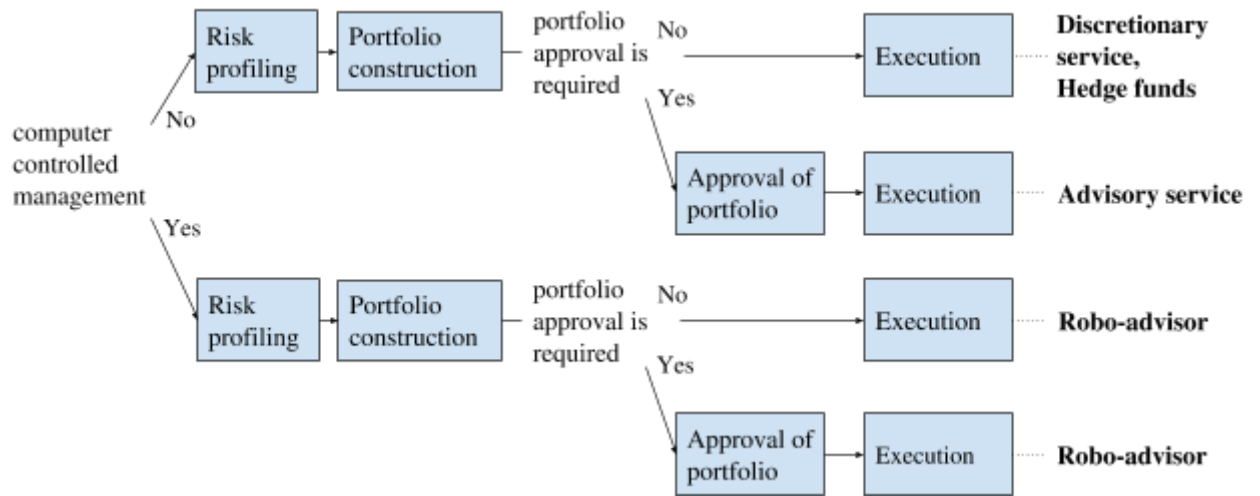 Risk
profiling
Portfolio
construction
portfolio
approval is
required
No
Yes
Execution
Discretionary
service,
Hedge funds
computer
controlled
management
No
Yes
Approval of
portfolio
Execution
Advisory service
Risk
profiling
Portfolio
construction
portfolio
approval is
required
No
Yes
Execution
Robo-advisor
Approval of
portfolio
Execution
Robo-advisor